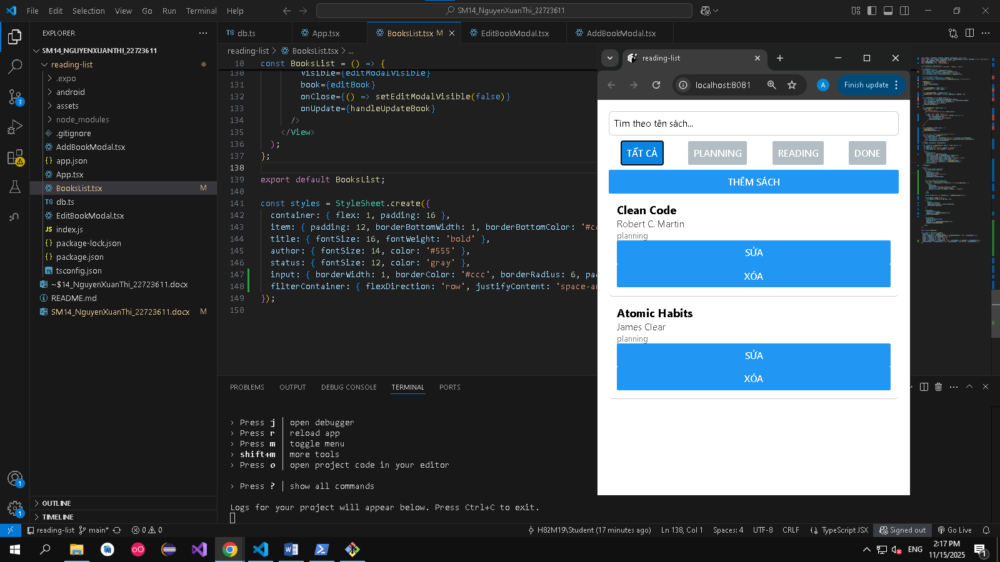 File Edit Selection View Go Run Terminal Help
SM14_NguyenXuanThi_22723611
EXPLORER
SM14_NGUYENXUANTHI_22723611
reading-list
.expo
android
assets
node_modules
.gitignore
AddBookModal.tsx
app.json
App.tsx
BooksList.tsx M
db.ts
EditBookModal.tsx
index.js
package-lock.json
package.json
tsconfig.json
~$14_NguyenXuanThi_22723611.docx
README.md
SM14_NguyenXuanThi_22723611.docx M
OUTLINE
TIMELINE
3
1
1
TS db.ts App.tsx BooksList.tsx M EditBookModal.tsx AddBookModal.tsx
reading-list > BooksList.tsx > ...
10 const BooksList = () => {
130 visible={editModalVisible}
131 book={editBook}
132 onClose={() => setEditModalVisible(false)}
133 onUpdate={handleUpdateBook}
134 />
135 </View>
136 );
137 };
138
139 export default BooksList;
140
141 const styles = StyleSheet.create({
142 container: { flex: 1, padding: 16 },
143 item: { padding: 12, borderBottomWidth: 1, borderBottomColor: '#cc
144 title: { fontSize: 16, fontWeight: 'bold' },
145 author: { fontSize: 14, color: '#555' },
146 status: { fontSize: 12, color: 'gray' },
147 input: { borderWidth: 1, borderColor: '#ccc', borderRadius: 6, pad
148 filterContainer: { flexDirection: 'row', justifyContent: 'space-ar
149 });
150
PROBLEMS OUTPUT DEBUG CONSOLE TERMINAL PORTS
› Press j | open debugger
› Press r | reload app
› Press m | toggle menu
› shift+m | more tools
› Press o | open project code in your editor
› Press ? | show all commands
Logs for your project will appear below. Press Ctrl+C to exit.
reading-list
localhost:8081
A
Finish update
Tìm theo tên sách...
TẤT CẢ PLANNING READING DONE
THÊM SÁCH
Clean Code
Robert C. Martin
planning
SỬA
XÓA
Atomic Habits
James Clear
planning
SỬA
XÓA
reading-list main* 0 0 H82M19\Student (17 minutes ago) Ln 138, Col 1 Spaces: 4 UTF-8 CRLF TypeScript JSX Signed out Go Live
ENG
2:17 PM
11/15/2025
1